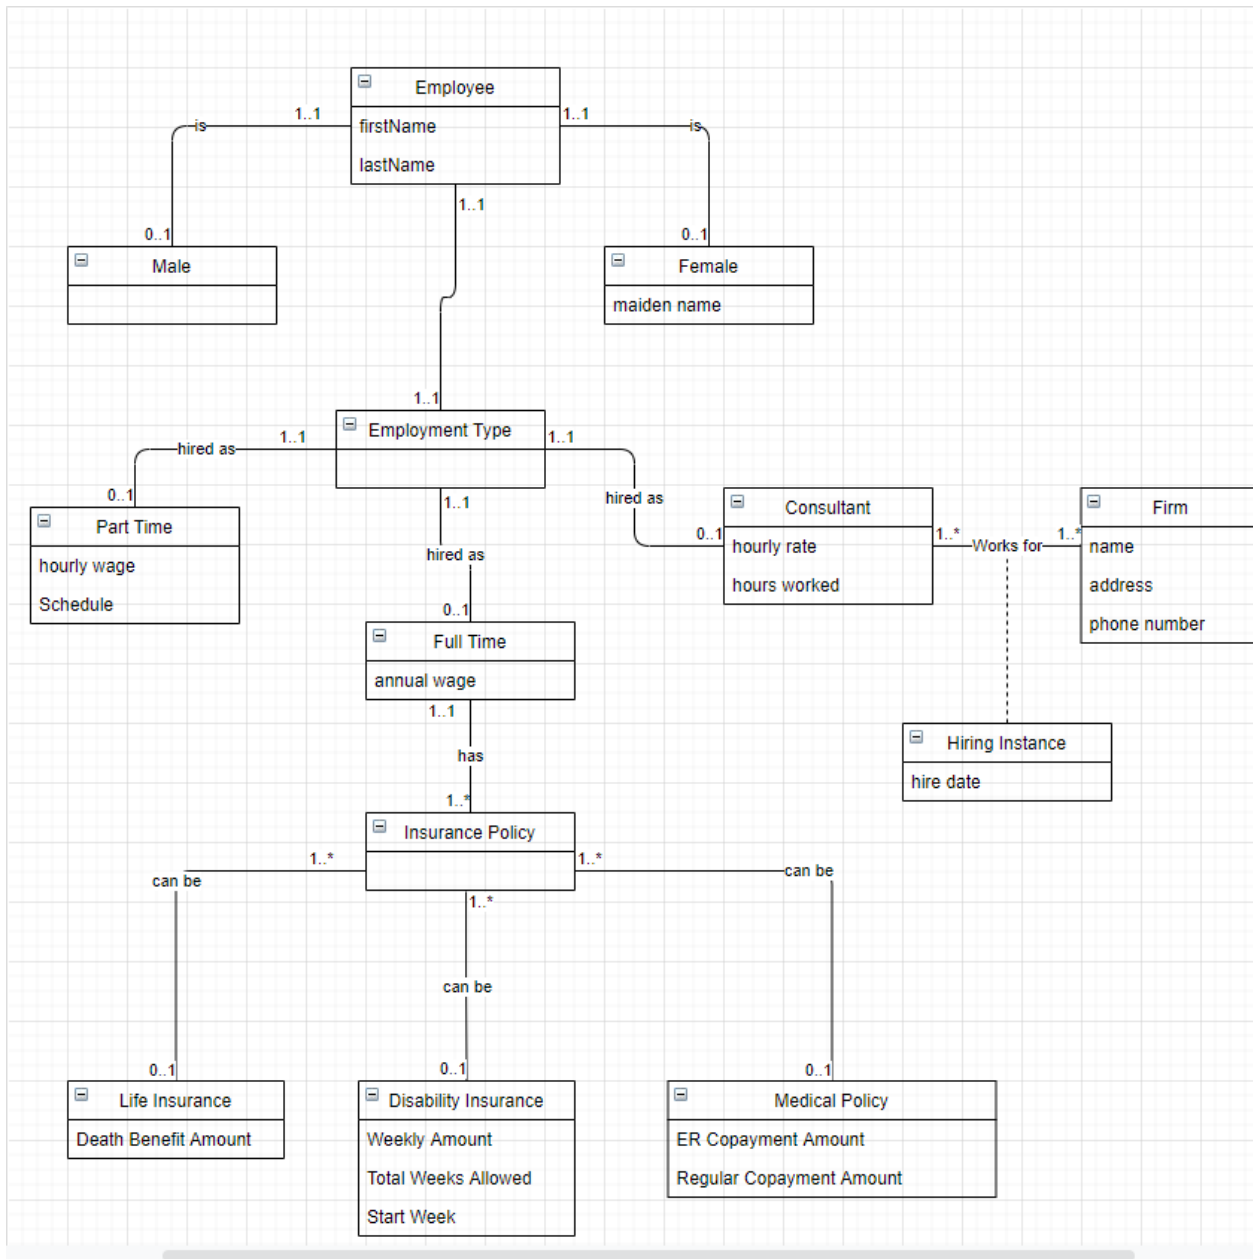 Employee
firstName
lastName
1..1
is
1..1
is
1..1
0..1
0..1
Male
Female
maiden name
1..1
Employment Type
1..1
hired as
1..1
hired as
1..1
hired as
0..1
0..1
0..1
Part Time
hourly wage
Schedule
Full Time
annual wage
Consultant
hourly rate
hours worked
1..*
Works for
1..*
Firm
name
address
phone number
Hiring Instance
hire date
1..1
has
1..*
Insurance Policy
1..*
can be
1..*
can be
1..*
can be
0..1
0..1
0..1
Life Insurance
Death Benefit Amount
Disability Insurance
Weekly Amount
Total Weeks Allowed
Start Week
Medical Policy
ER Copayment Amount
Regular Copayment Amount